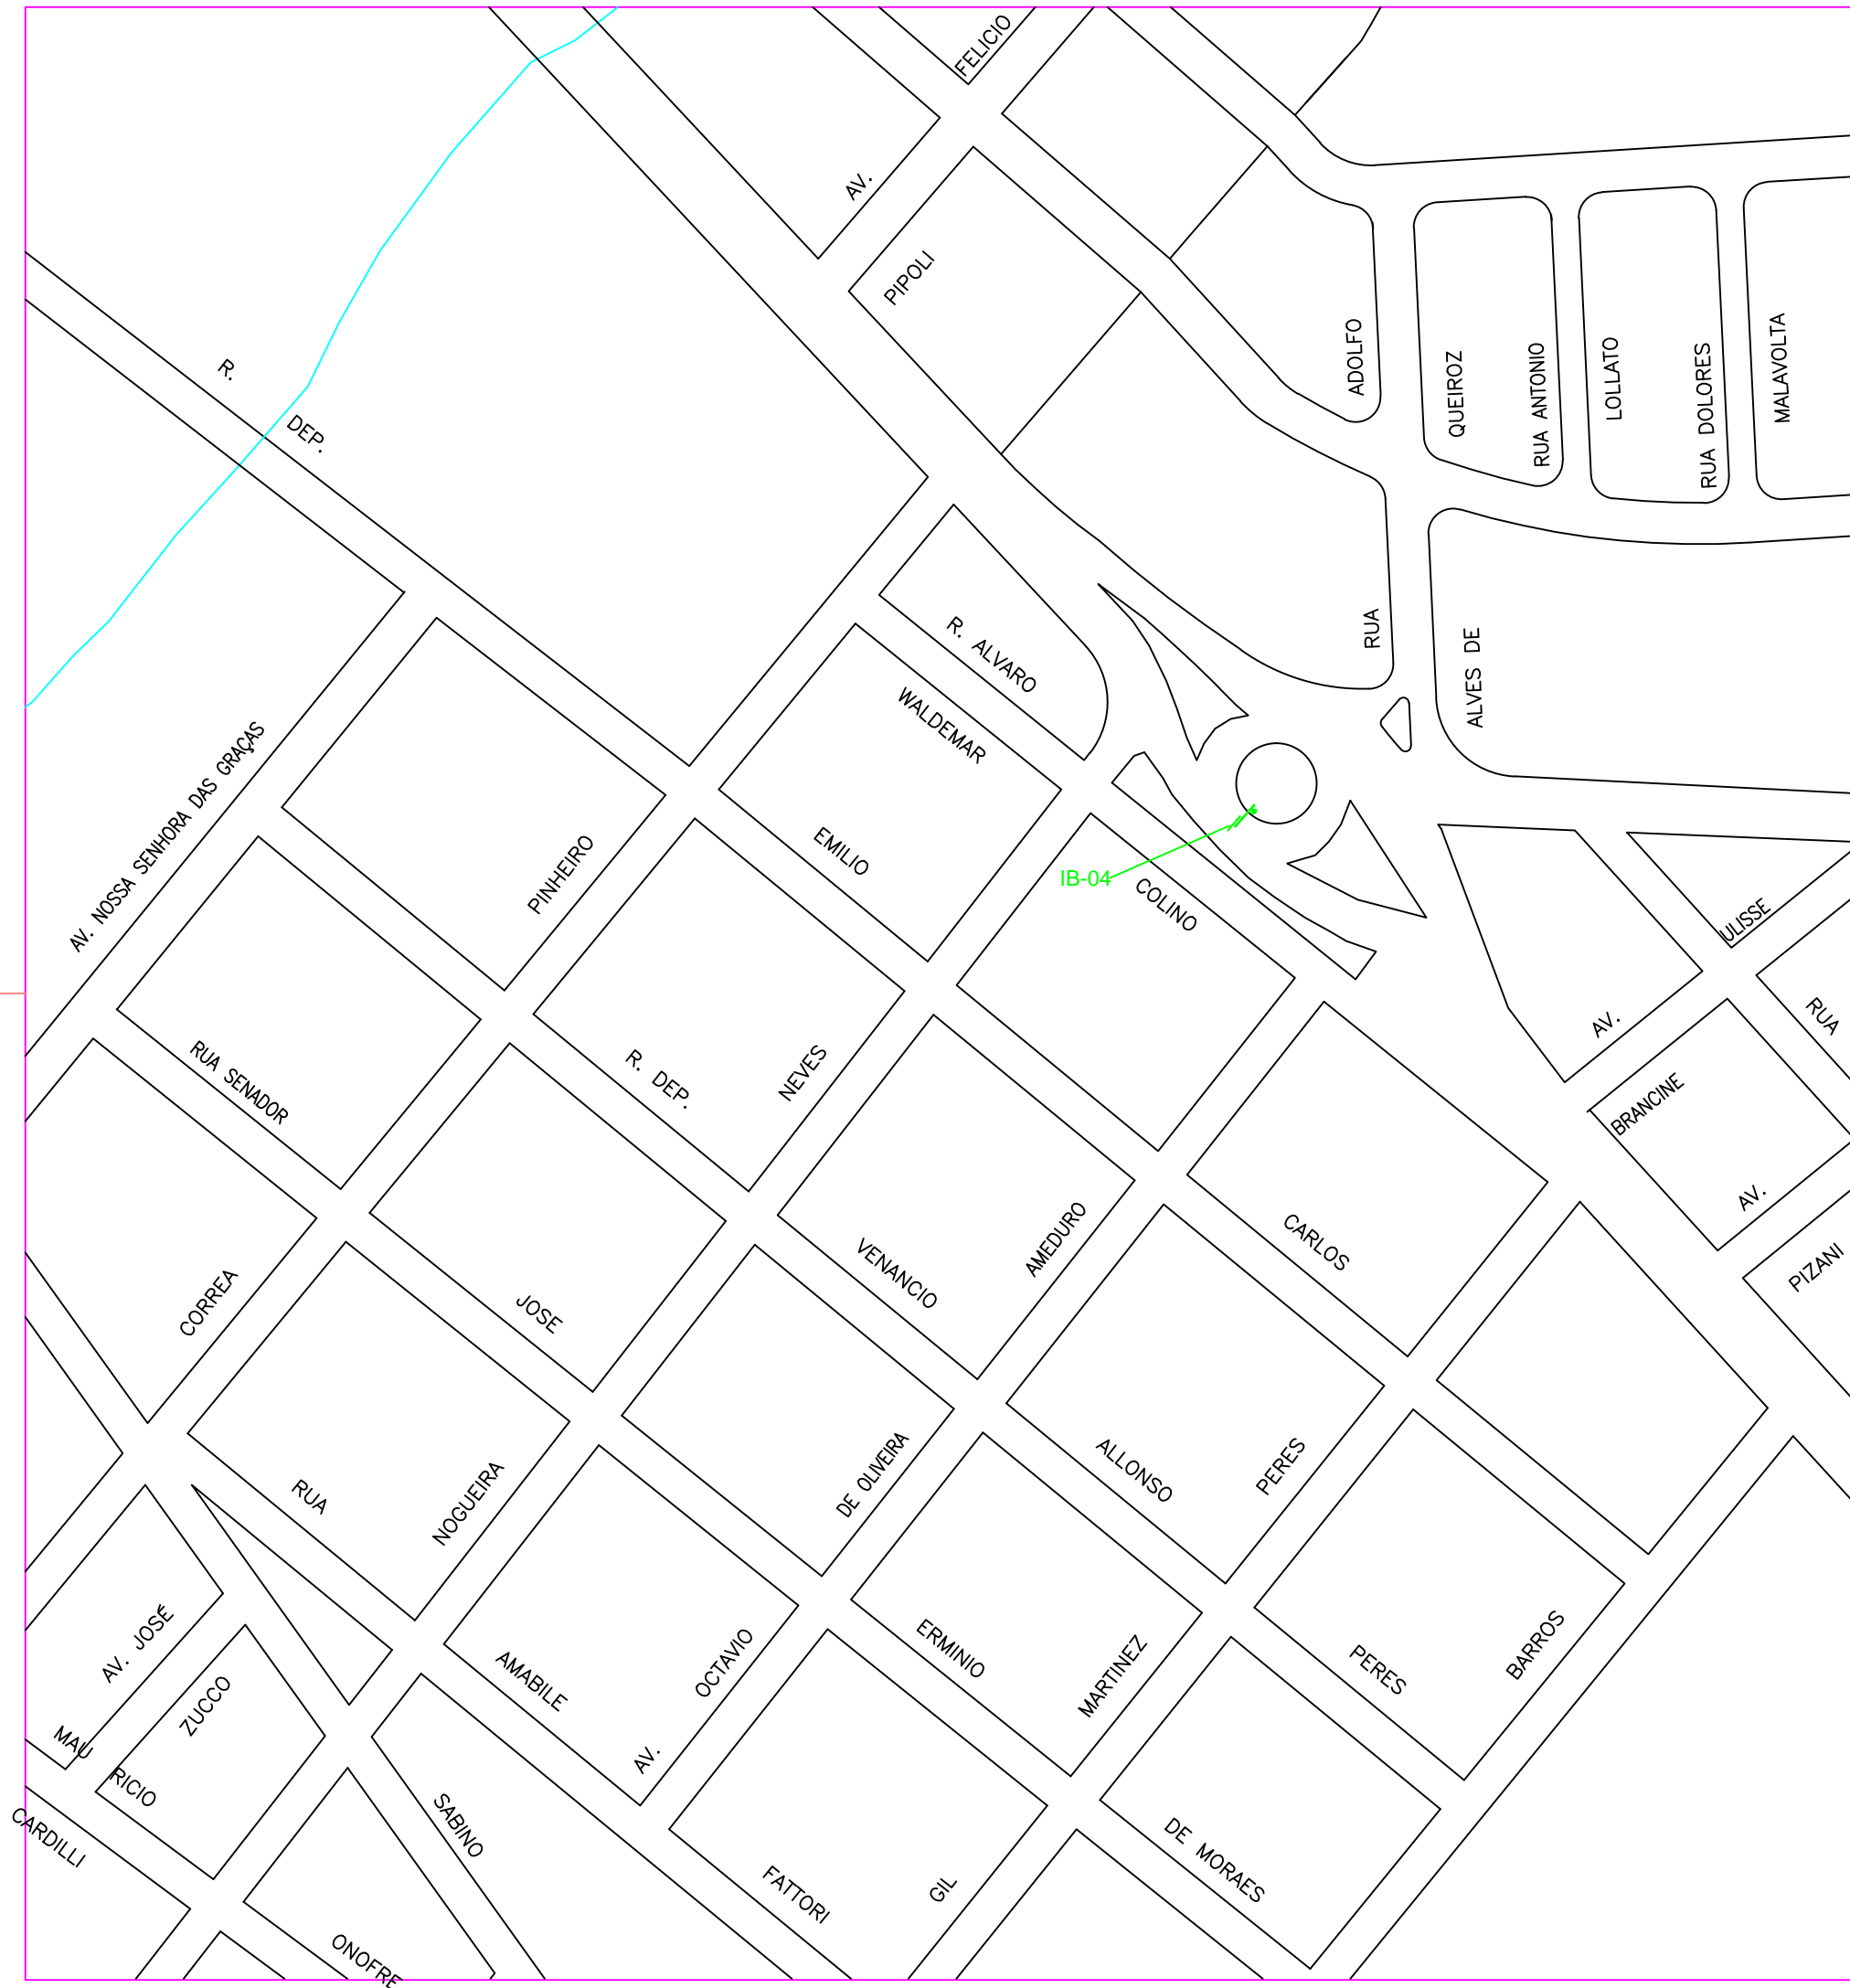 FELICIO
AV.
PIPOLI
R.
DEP.
ADOLFO
QUEIROZ
RUA ANTONIO
LOLLATO
RUA DOLORES
MALAVOLTA
R. ALVARO
RUA
ALVES DE
WALDEMAR
AV. NOSSA SENHORA DAS GRAÇAS
PINHEIRO
EMILIO
IB-04
COLINO
ULISSE
AV.
RUA
RUA SENADOR
R. DEP.
NEVES
BRANCINE
AV.
PIZANI
CORREA
JOSE
VENANCIO
AMEDURO
CARLOS
RUA
NOGUEIRA
DE OLIVEIRA
ALLONSO
PERES
AV. JOSÉ
ZUCCO
MAU
RICIO
CARDILLI
AMABILE
OCTAVIO
AV.
ERMINIO
MARTINEZ
PERES
BARROS
SABINO
FATTORI
GIL
DE MORAES
ONOFRE